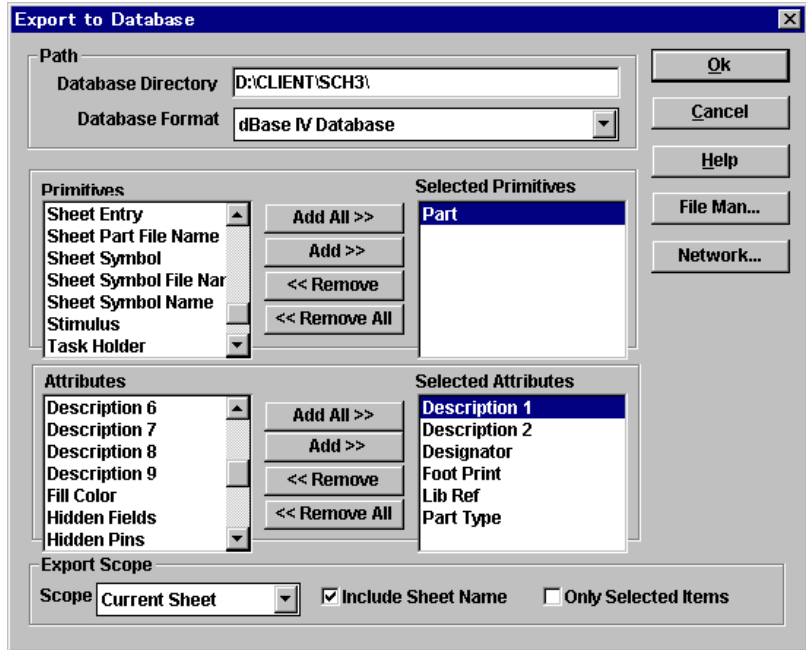 Export to Database
Path
Database Directory D:\CLIENT\SCH3\
Database Format dBase IV Database
Ok
Cancel
Help
File Man...
Network...
Primitives
Sheet Entry
Sheet Part File Name
Sheet Symbol
Sheet Symbol File Nar
Sheet Symbol Name
Stimulus
Task Holder
Add All >>
Add >>
<< Remove
<< Remove All
Selected Primitives
Part
Attributes
Description 6
Description 7
Description 8
Description 9
Fill Color
Hidden Fields
Hidden Pins
Add All >>
Add >>
<< Remove
<< Remove All
Selected Attributes
Description 1
Description 2
Designator
Foot Print
Lib Ref
Part Type
Export Scope
Scope Current Sheet Include Sheet Name Only Selected Items